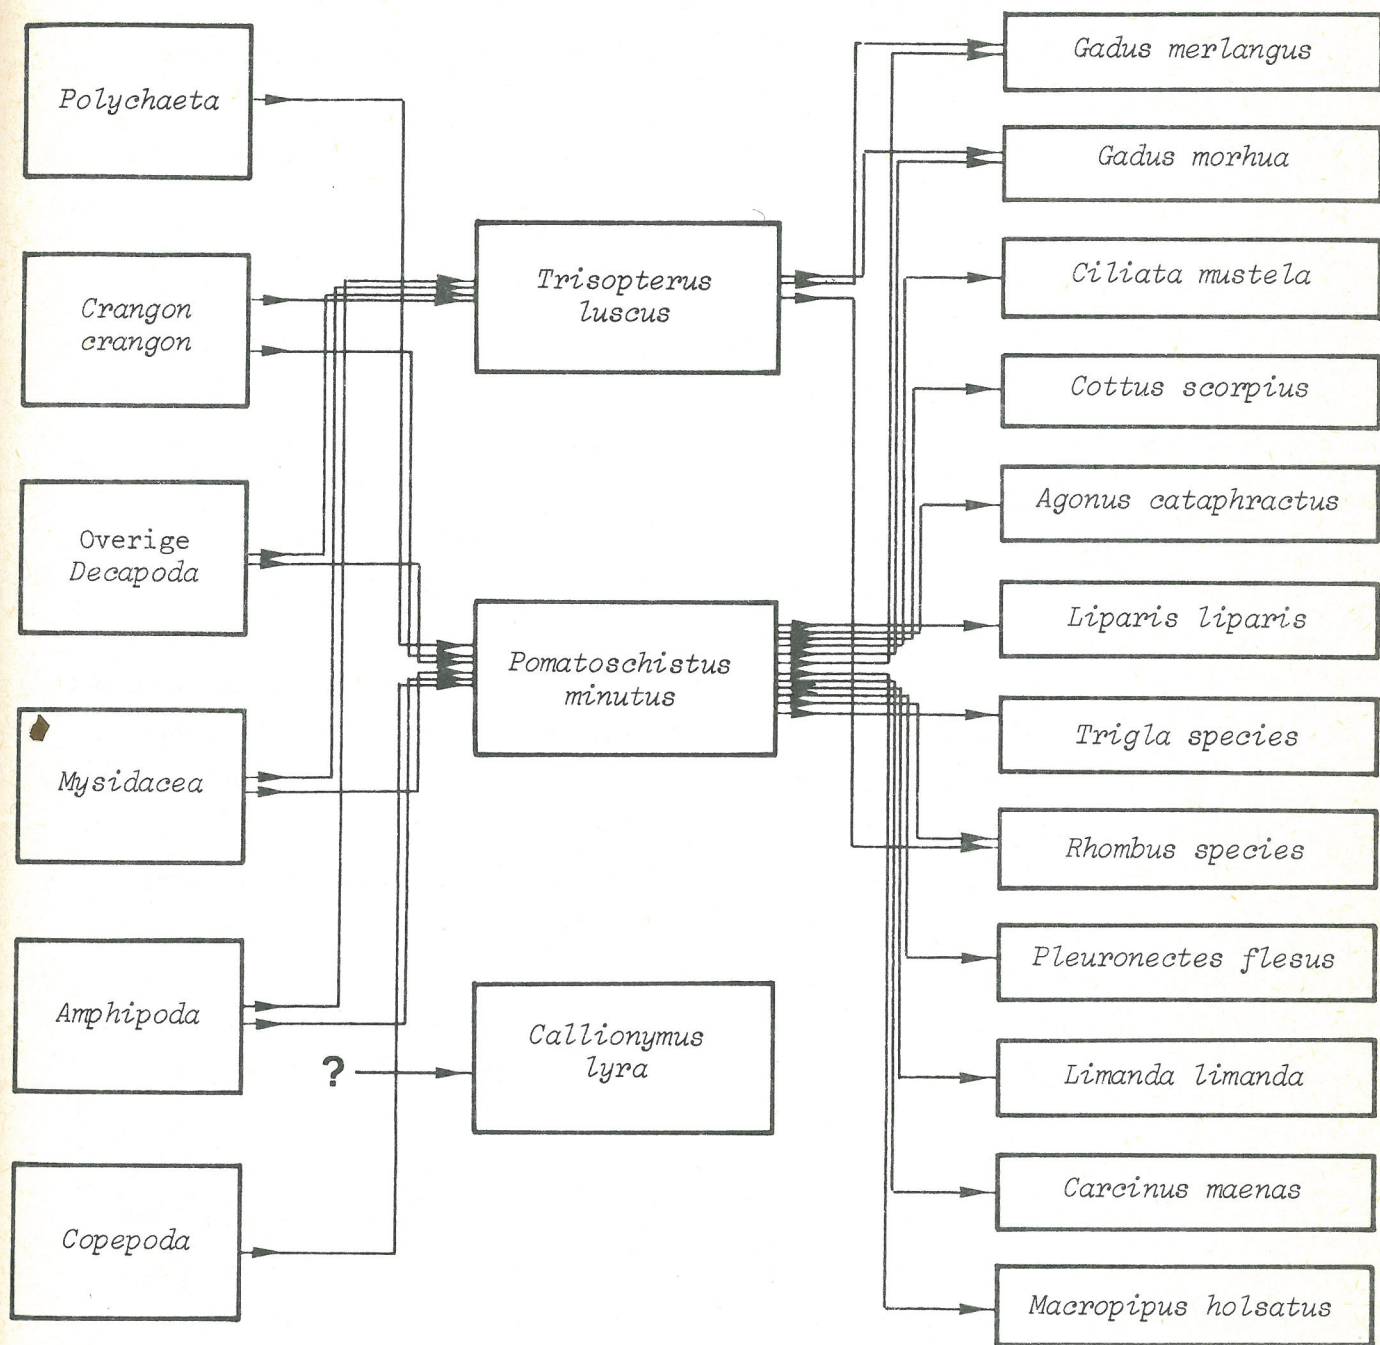 Polychaeta
Crangon
crangon
Overige
Decapoda
Mysidacea
Amphipoda
Copepoda
Trisopterus
luscus
Pomatoschistus
minutus
?
Callionymus
lyra
Gadus merlangus
Gadus morhua
Ciliata mustela
Cottus scorpius
Agonus cataphractus
Liparis liparis
Trigla species
Rhombus species
Pleuronectes flesus
Limanda limanda
Carcinus maenas
Macropipus holsatus